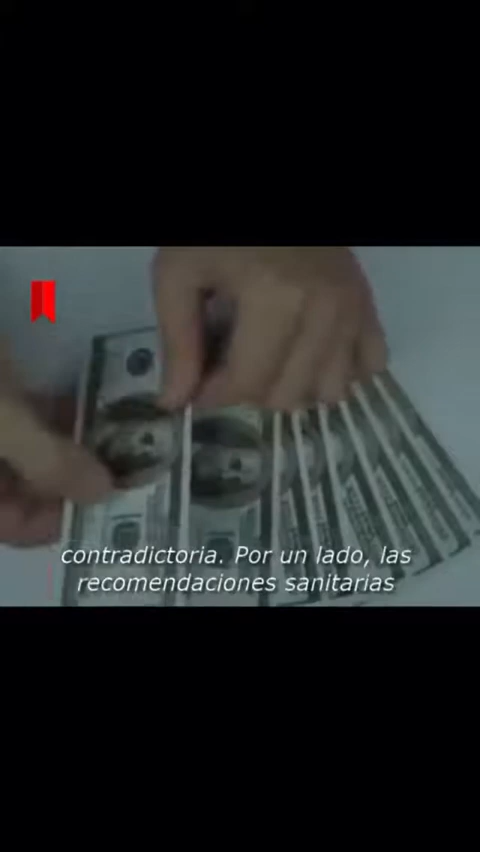 contradictoria. Por un lado, las
recomendaciones sanitarias